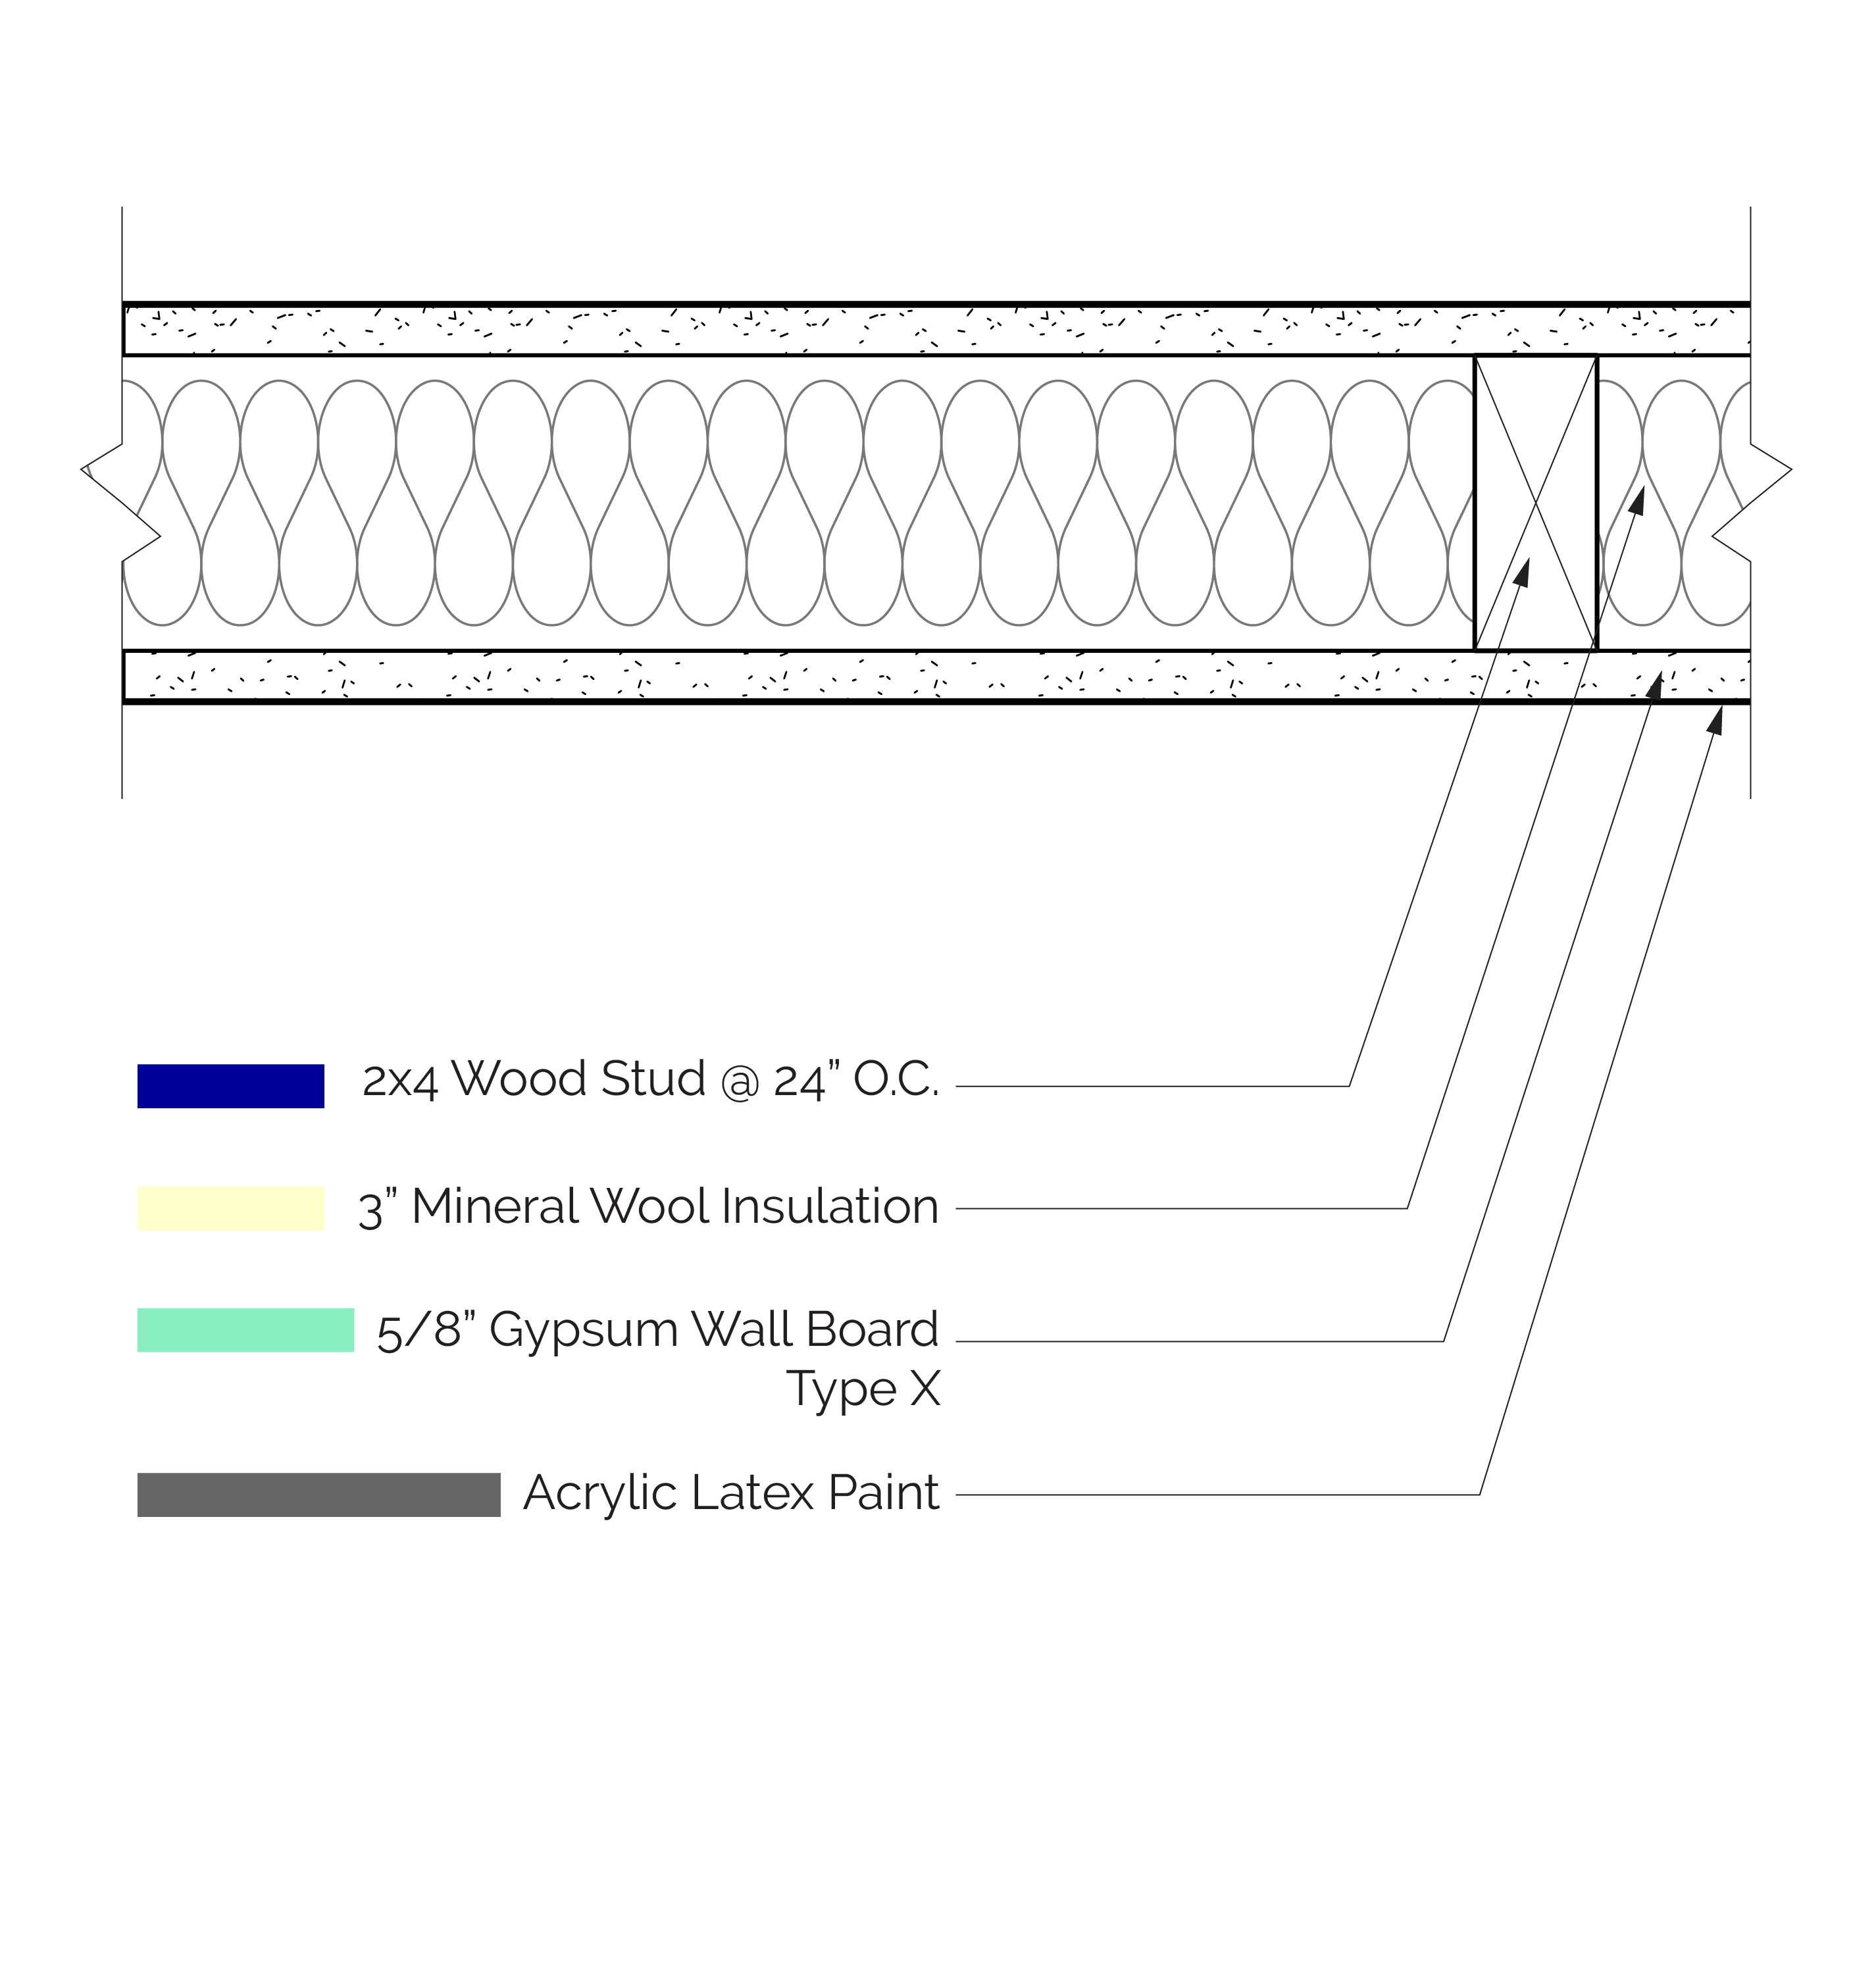 2x4 Wood Stud @ 24” O.C.
3” Mineral Wool Insulation
5/8” Gypsum Wall Board
Type X
Acrylic Latex Paint